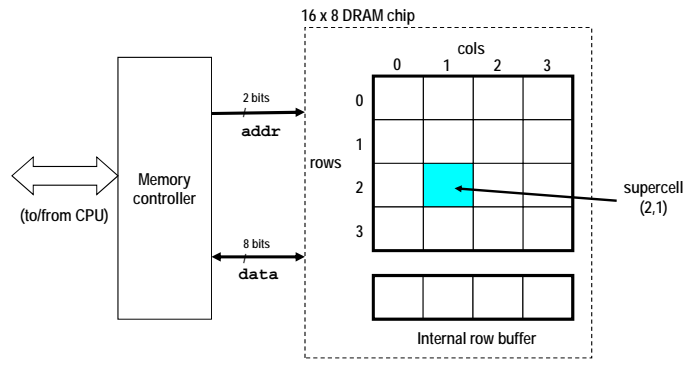 16 x 8 DRAM chip
cols
0 1 2 3
2 bits
addr
0
1
rows
2
3
Memory
controller
(to/from CPU)
supercell
(2,1)
8 bits
data
Internal row buffer